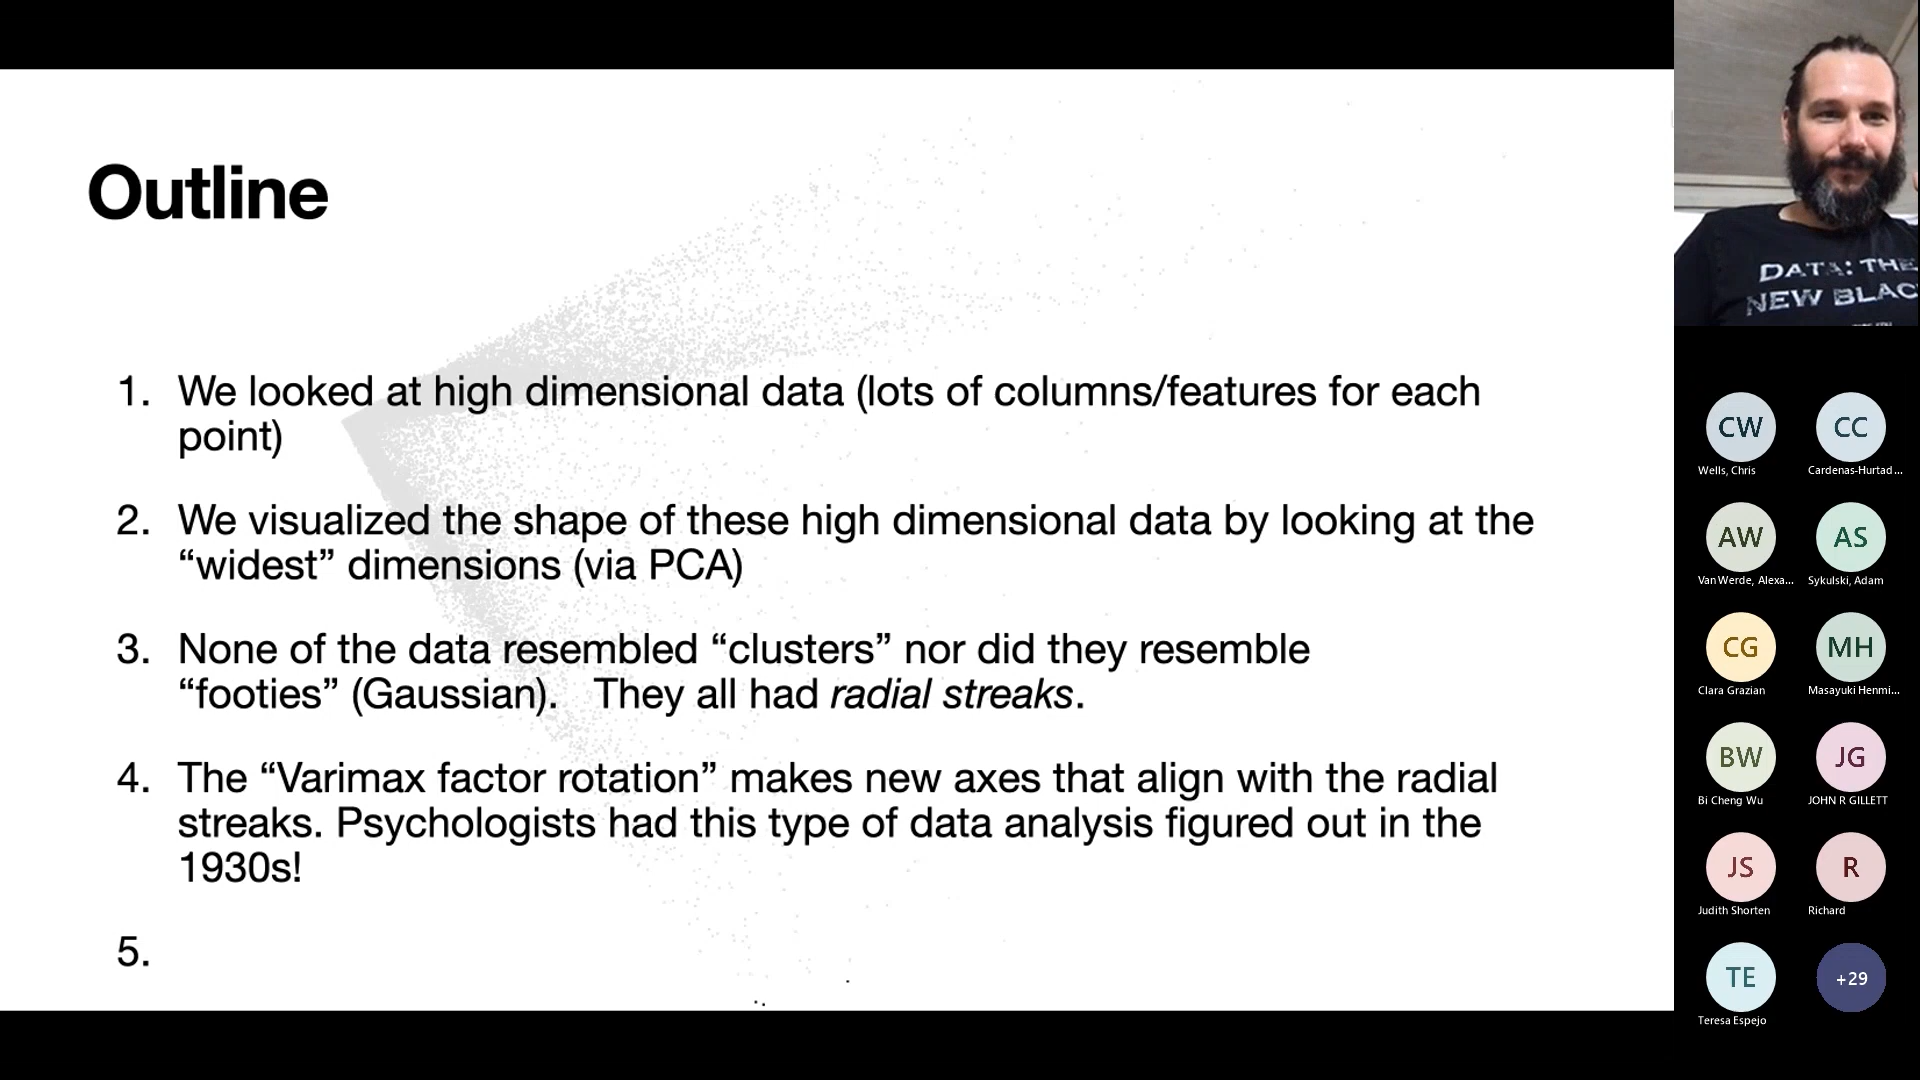 Outline
1. We looked at high dimensional data (lots of columns/features for each
point)
2. We visualized the shape of these high dimensional data by looking at the
“widest” dimensions (via PCA)
3. None of the data resembled “clusters” nor did they resemble
“footies” (Gaussian). They all had radial streaks.
4. The “Varimax factor rotation” makes new axes that align with the radial
streaks. Psychologists had this type of data analysis figured out in the
1930s!
5.
DATA: THE
NEW BLAC
CW
CC
Wells, Chris
Cardenas-Hurtad...
AW
AS
Van Werde, Alexa...
Sykulski, Adam
CG
MH
Clara Grazian
Masayuki Henmi...
BW
JG
Bi Cheng Wu
JOHN R GILLETT
JS
R
Judith Shorten
Richard
TE
+29
Teresa Espejo